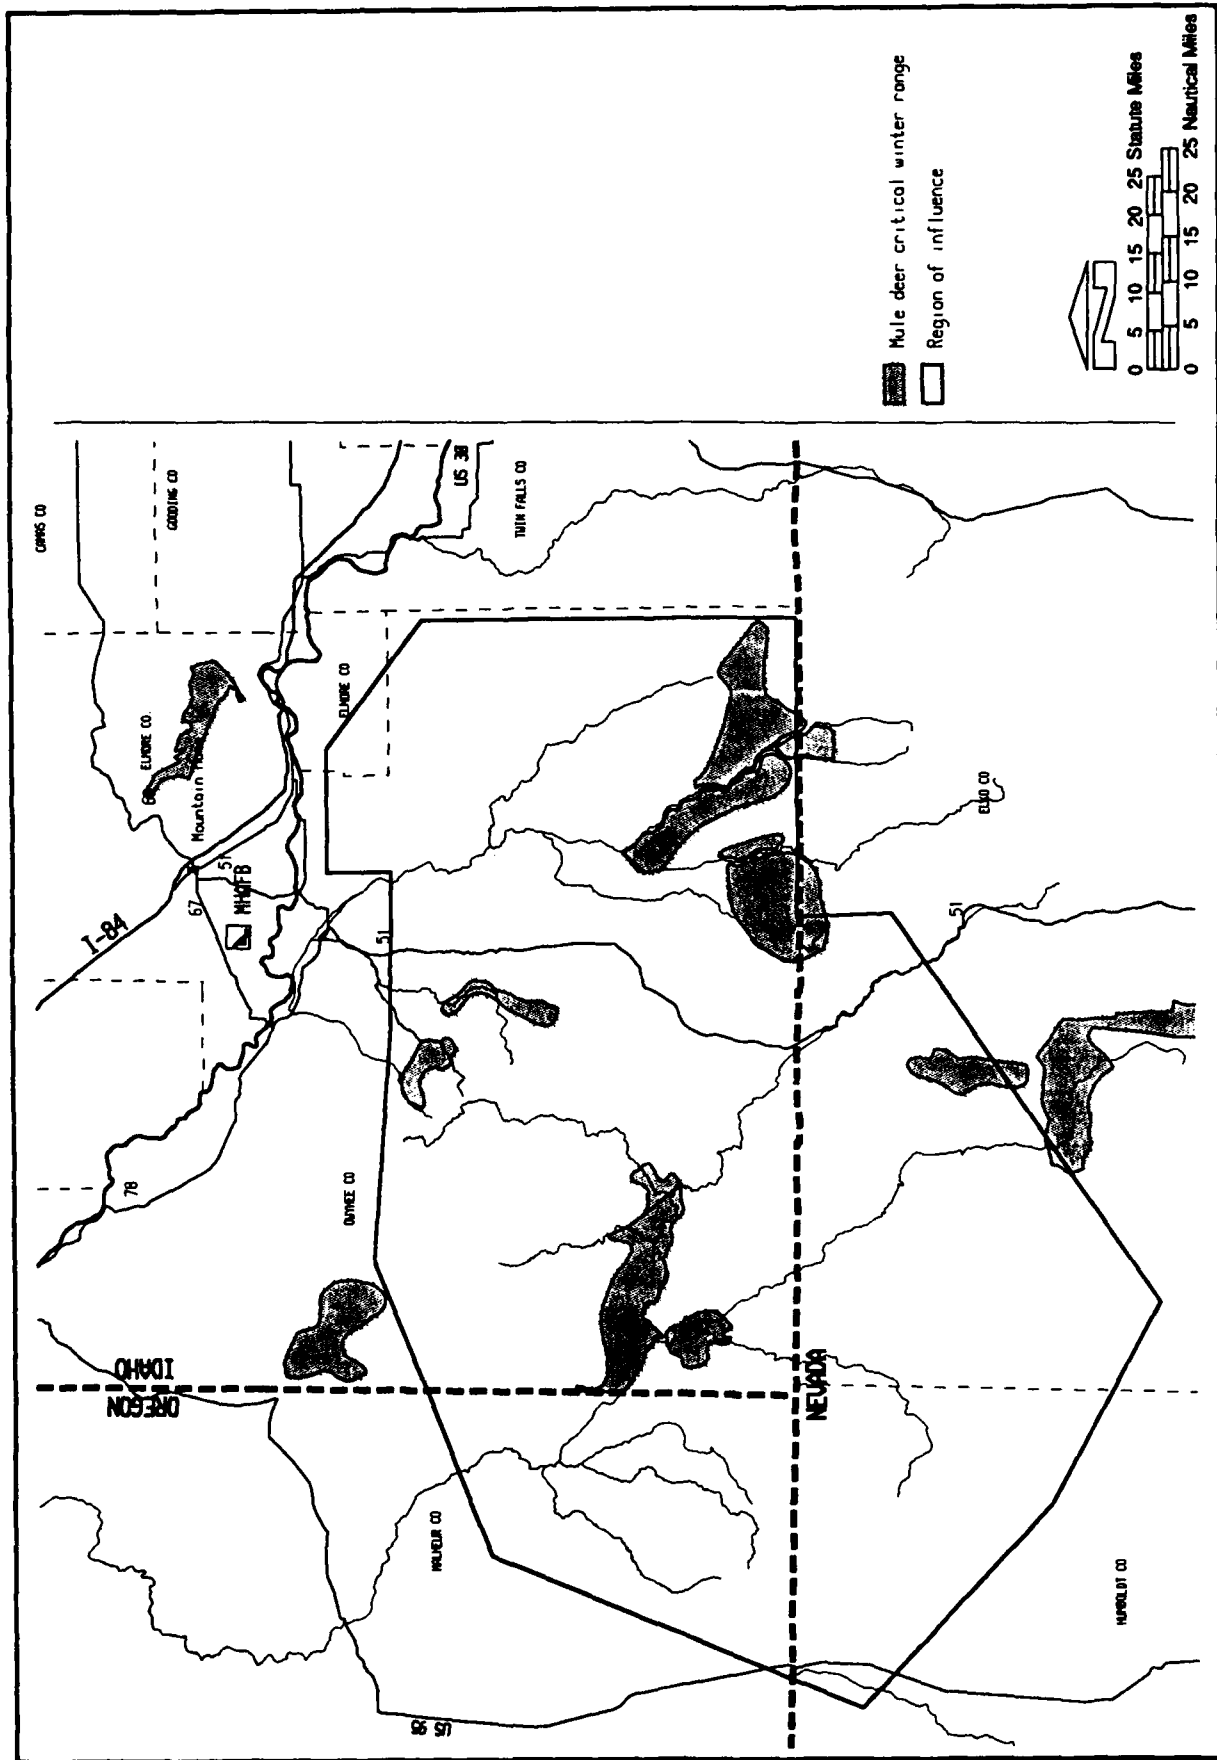 CAMAS CO
GOODING CO
ELMORE CO.
68
Mountain
I-84
67
51
MHAFB
US 30
TWIN FALLS CO
ELMORE CO
78
51
OWYHEE CO
IDAHO
OREGON
MALHEUR CO
US 95
NEVADA
ELKO CO
51
HUMBOLDT CO
Mule deer critical winter range
Region of influence
N
0 5 10 15 20 25 Statute Miles
0 5 10 15 20 25 Nautical Miles